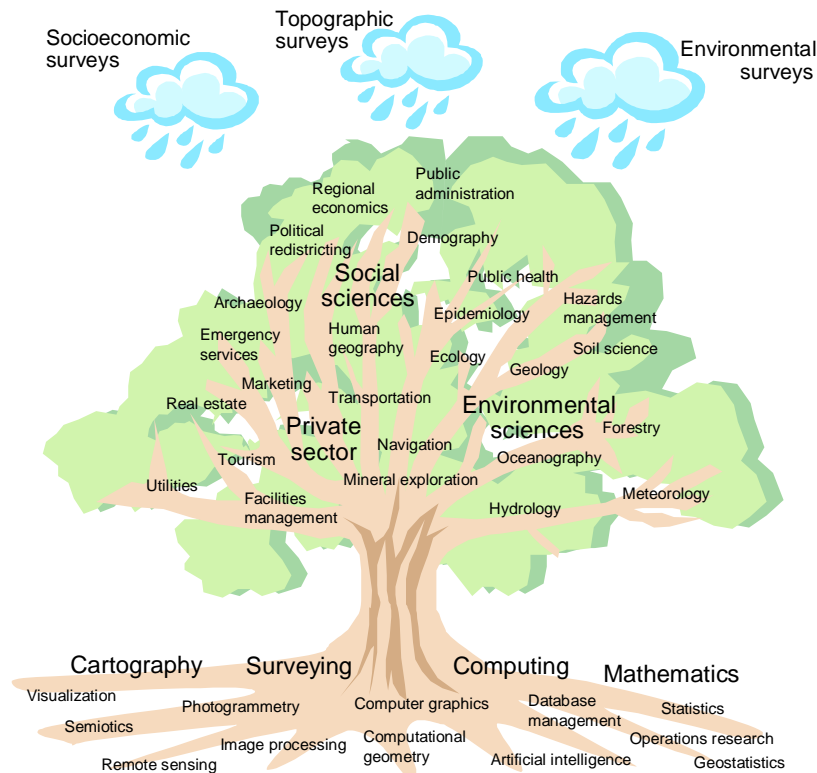 Socioeconomic
surveys
Topographic
surveys
Environmental
surveys
Public
administration
Regional
economics
Political
redistricting
Demography
Social
sciences
Public health
Archaeology
Hazards
management
Epidemiology
Emergency
services
Human
geography
Soil science
Ecology
Geology
Marketing
Transportation
Real estate
Environmental
sciences
Private
sector
Forestry
Navigation
Tourism
Oceanography
Mineral exploration
Utilities
Facilities
management
Meteorology
Hydrology
Cartography
Surveying
Computing
Mathematics
Visualization
Semiotics
Photogrammetry
Computer graphics
Database
management
Statistics
Remote sensing
Image processing
Computational
geometry
Artificial intelligence
Operations research
Geostatistics